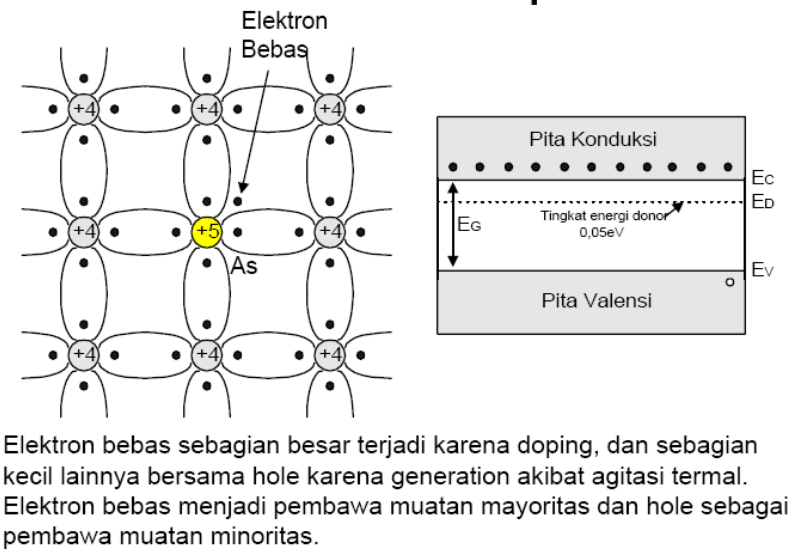 Elektron
Bebas
+4 +4 +4
+4 +5 +4
As
+4 +4 +4
Pita Konduksi
EC
ED
EG
Tingkat energi donor
0,05eV
EV
Pita Valensi
Elektron bebas sebagian besar terjadi karena doping, dan sebagian
kecil lainnya bersama hole karena generation akibat agitasi termal.
Elektron bebas menjadi pembawa muatan mayoritas dan hole sebagai
pembawa muatan minoritas.